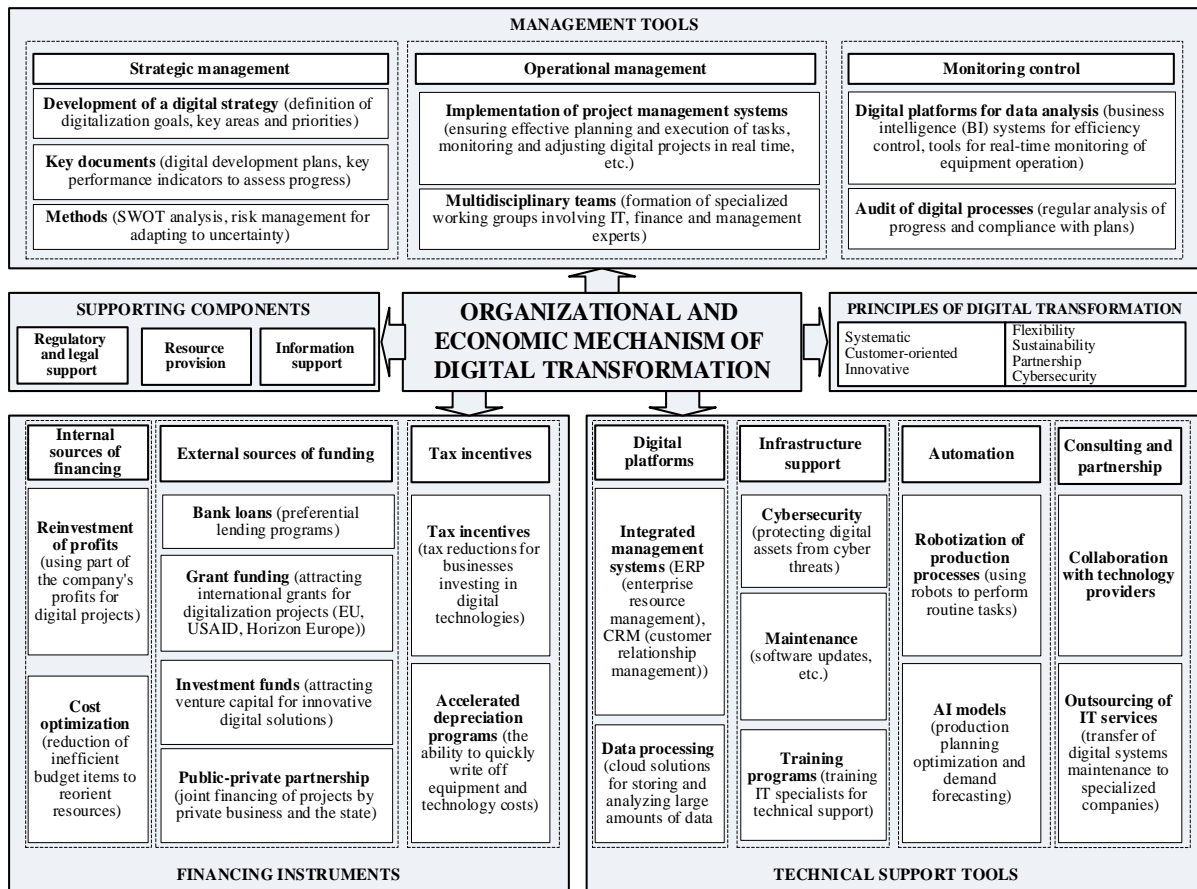 MANAGEMENT TOOLS
Strategic management
Development of a digital strategy (definition of
digitalization goals, key areas and priorities)
Key documents (digital development plans, key
performance indicators to assess progress)
Methods (SWOT analysis, risk management for
adapting to uncertainty)
Operational management
Implementation of project management systems
(ensuring effective planning and execution of tasks,
monitoring and adjusting digital projects in real time,
etc.)
Multidisciplinary teams (formation of specialized
working groups involving IT, finance and management
experts)
Monitoring control
Digital platforms for data analysis (business
intelligence (BI) systems for efficiency
control, tools for real-time monitoring of
equipment operation)
Audit of digital processes (regular analysis of
progress and compliance with plans)
SUPPORTING COMPONENTS
Regulatory
and legal
support
Resource
provision
Information
support
ORGANIZATIONAL AND
ECONOMIC MECHANISM OF
DIGITAL TRANSFORMATION
PRINCIPLES OF DIGITAL TRANSFORMATION
Systematic
Customer-oriented
Innovative
Flexibility
Sustainability
Partnership
Cybersecurity
Internal
sources of
financing
Reinvestment
of profits
(using part of
the company's
profits for
digital projects)
Cost
optimization
(reduction of
inefficient
budget items to
reorient
resources)
External sources of funding
Bank loans (preferential
lending programs)
Grant funding (attracting
international grants for
digitalization projects (EU,
USAID, Horizon Europe))
Investment funds (attracting
venture capital for innovative
digital solutions)
Public-private partnership
(joint financing of projects by
private business and the state)
Tax incentives
Tax incentives
(tax reductions for
businesses
investing in
digital
technologies)
Accelerated
depreciation
programs (the
ability to quickly
write off
equipment and
technology costs)
FINANCING INSTRUMENTS
Digital
platforms
Integrated
management
systems (ERP
(enterprise
resource
management),
CRM (customer
relationship
management))
Data processing
(cloud solutions
for storing and
analyzing large
amounts of data
Infrastructure
support
Cybersecurity
(protecting digital
assets from cyber
threats)
Maintenance
(software updates,
etc.)
Training
programs (training
IT specialists for
technical support)
Automation
Robotization of
production
processes (using
robots to perform
routine tasks)
AI models
(production
planning
optimization and
demand
forecasting)
Consulting and
partnership
Collaboration
with technology
providers
Outsourcing of
IT services
(transfer of
digital systems
maintenance to
specialized
companies)
TECHNICAL SUPPORT TOOLS